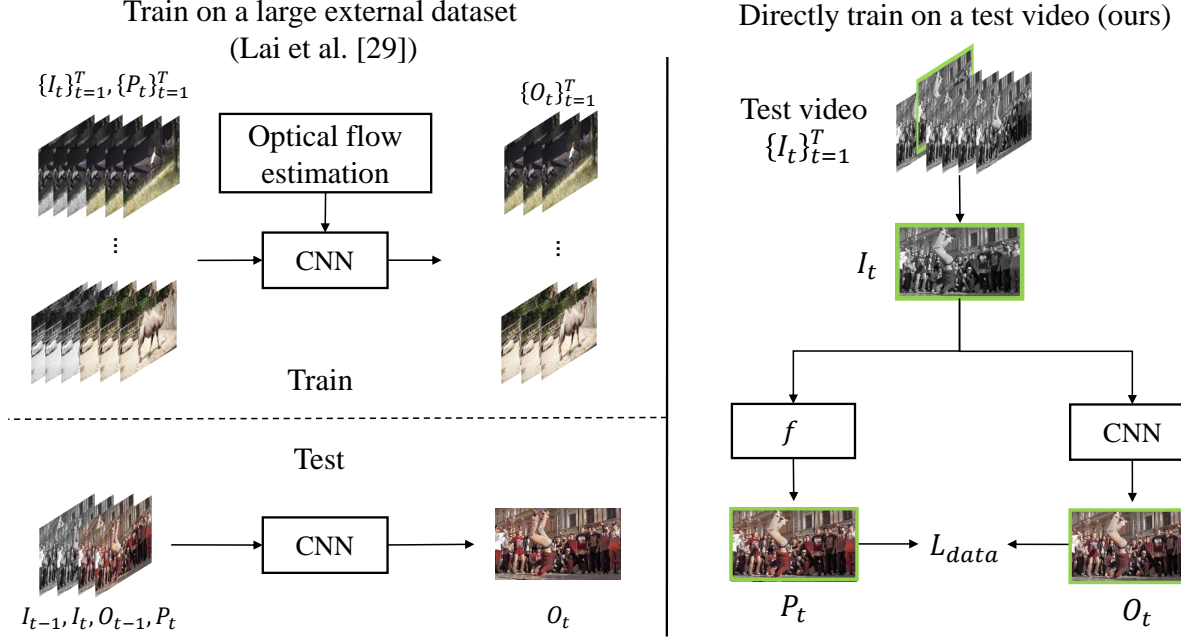 Train on a large external dataset
(Lai et al. [29])
{I_t}_{t=1}^T, {P_t}_{t=1}^T
{O_t}_{t=1}^T
Optical flow
estimation
⋮
CNN
⋮
Train
Test
CNN
I_{t-1}, I_t, O_{t-1}, P_t
O_t
Directly train on a test video (ours)
Test video
{I_t}_{t=1}^T
I_t
f
CNN
L_{data}
P_t
O_t